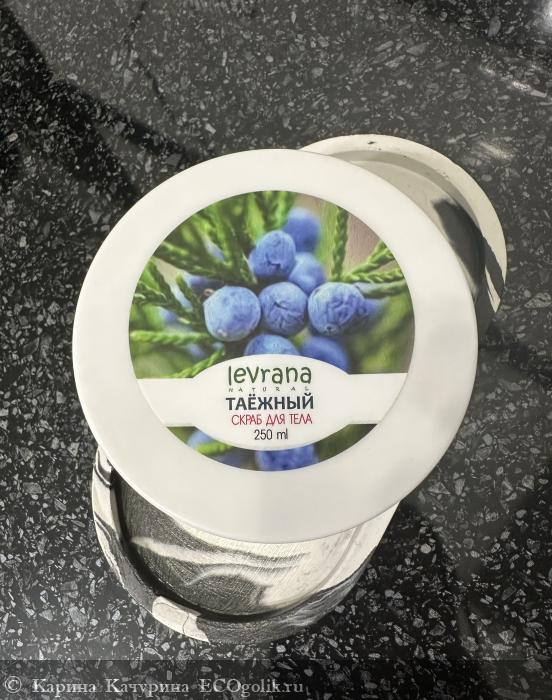 levrana
NATURAL
ТАЁЖНЫЙ
СКРАБ ДЛЯ ТЕЛА
250 ml
© Карина Качурина ECOgolik.ru